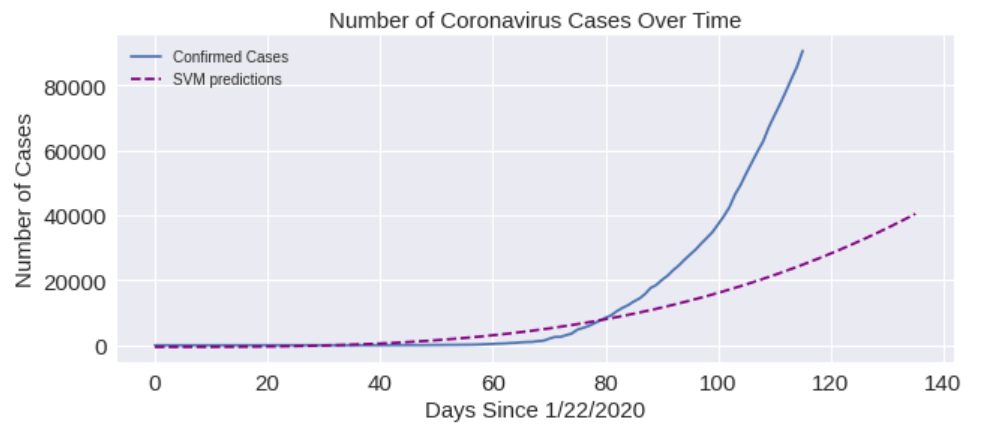 Number of Coronavirus Cases Over Time
Confirmed Cases
SVM predictions
Number of Cases
80000
60000
40000
20000
0
0 20 40 60 80 100 120 140
Days Since 1/22/2020